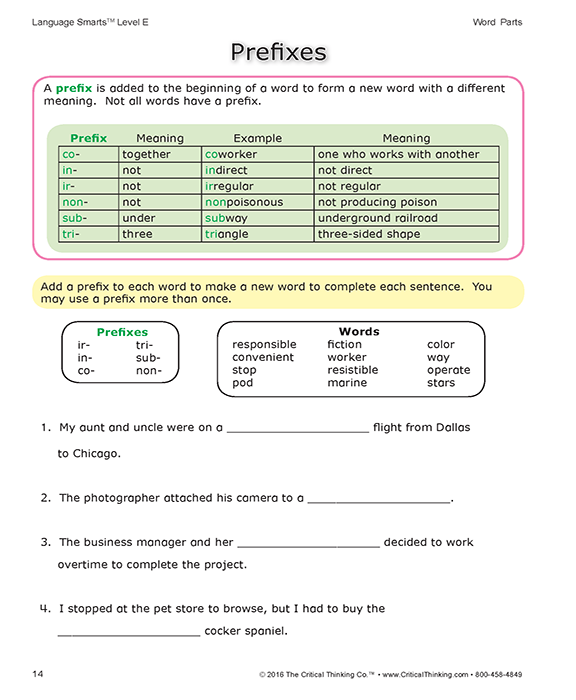 Language Smarts™ Level E
Word Parts
Prefixes
A prefix is added to the beginning of a word to form a new word with a different
meaning. Not all words have a prefix.
Prefix Meaning Example Meaning
co- together coworker one who works with another
in- not indirect not direct
ir- not irregular not regular
non- not nonpoisonous not producing poison
sub- under subway underground railroad
tri- three triangle three-sided shape
Add a prefix to each word to make a new word to complete each sentence. You
may use a prefix more than once.
Prefixes
ir- tri-
in- sub-
co- non-
Words
responsible fiction color
convenient worker way
stop resistible operate
pod marine stars
1. My aunt and uncle were on a ____________________ flight from Dallas
to Chicago.
2. The photographer attached his camera to a ____________________.
3. The business manager and her ____________________ decided to work
overtime to complete the project.
4. I stopped at the pet store to browse, but I had to buy the
____________________ cocker spaniel.
14
© 2016 The Critical Thinking Co.™ • www.CriticalThinking.com • 800-458-4849